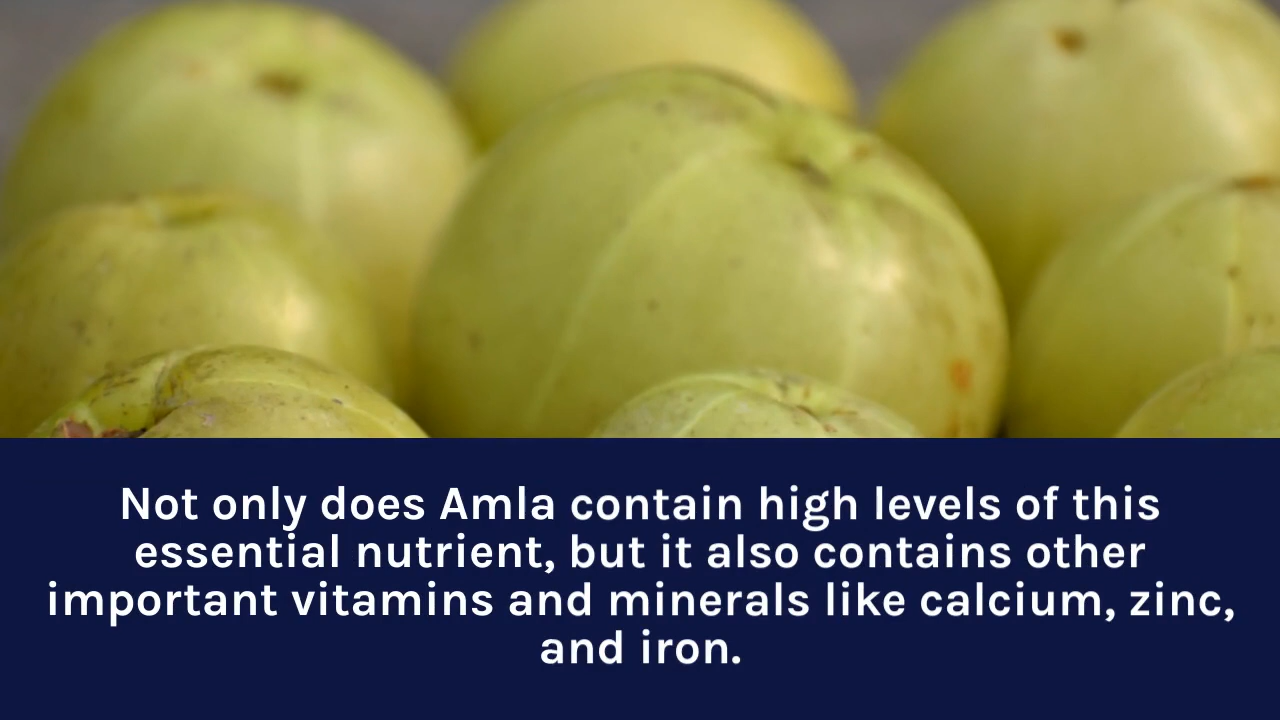 Not only does Amla contain high levels of this
essential nutrient, but it also contains other
important vitamins and minerals like calcium, zinc,
and iron.